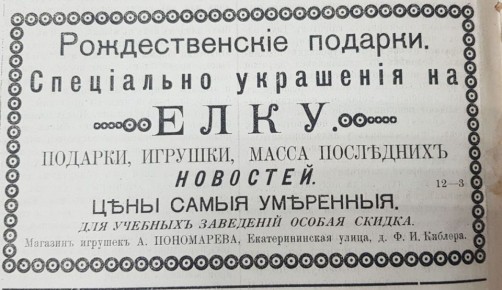 Рождественскіе подарки.
Спеціально украшенія на
ЕЛКУ.
ПОДАРКИ, ИГРУШКИ, МАССА ПОСЛѢДНИХЪ
НОВОСТЕЙ.
12—3
ЦѢНЫ САМЫЯ УМѢРЕННЫЯ.
ДЛЯ УЧЕБНЫХЪ ЗАВЕДЕНІЙ ОСОБАЯ СКИДКА.
Магазинъ игрушекъ А. ПОНОМАРЕВА, Екатерининская улица, д. Ф. И. Каблера.